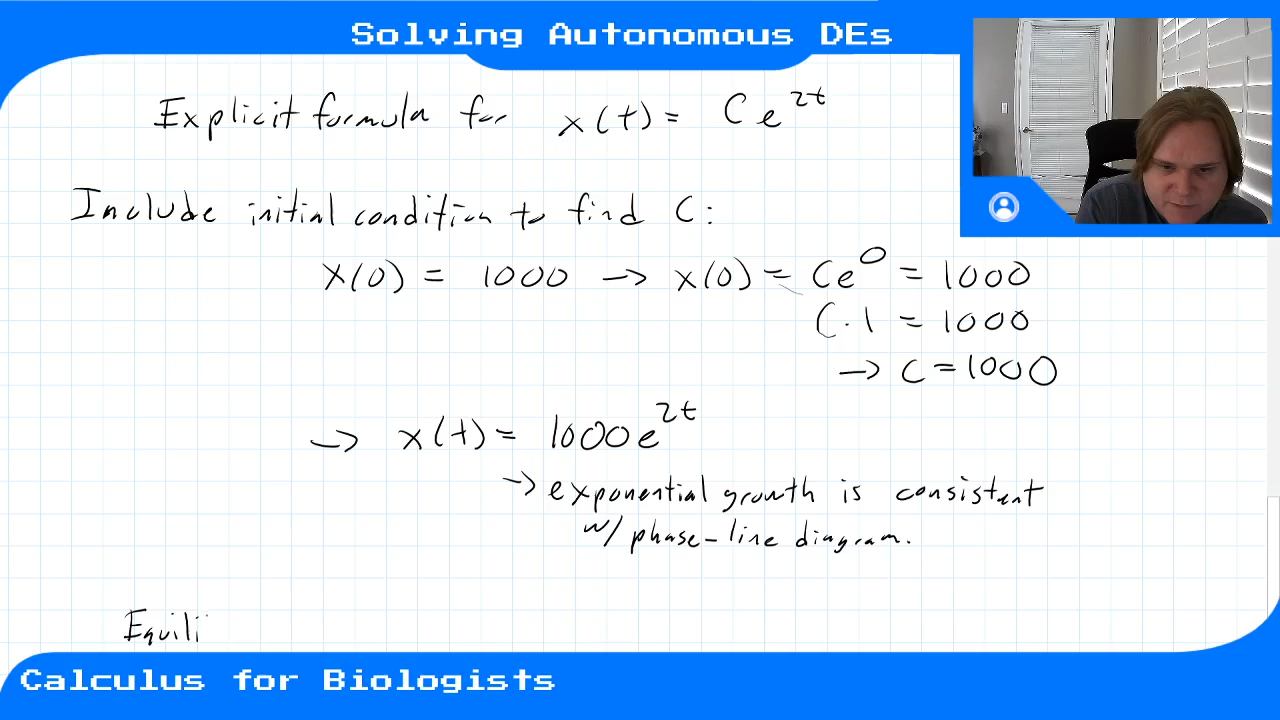 Solving Autonomous DEs
Explicit formula for x(t) = Ce^{2t}
Include initial condition to find C:
x(0) = 1000 → x(0) = Ce^0 = 1000
C·1 = 1000
→ C = 1000
→ x(t) = 1000e^{2t}
→ exponential growth is consistent
w/ phase-line diagram.
Equili
Calculus for Biologists